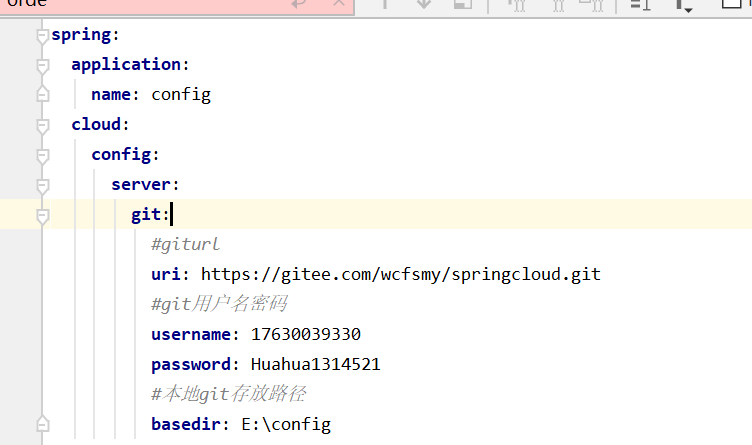 orde
spring:
application:
name: config
cloud:
config:
server:
git:
#giturl
uri: https://gitee.com/wcfsmy/springcloud.git
#git用户名密码
username: 17630039330
password: Huahua1314521
#本地git存放路径
basedir: E:\config